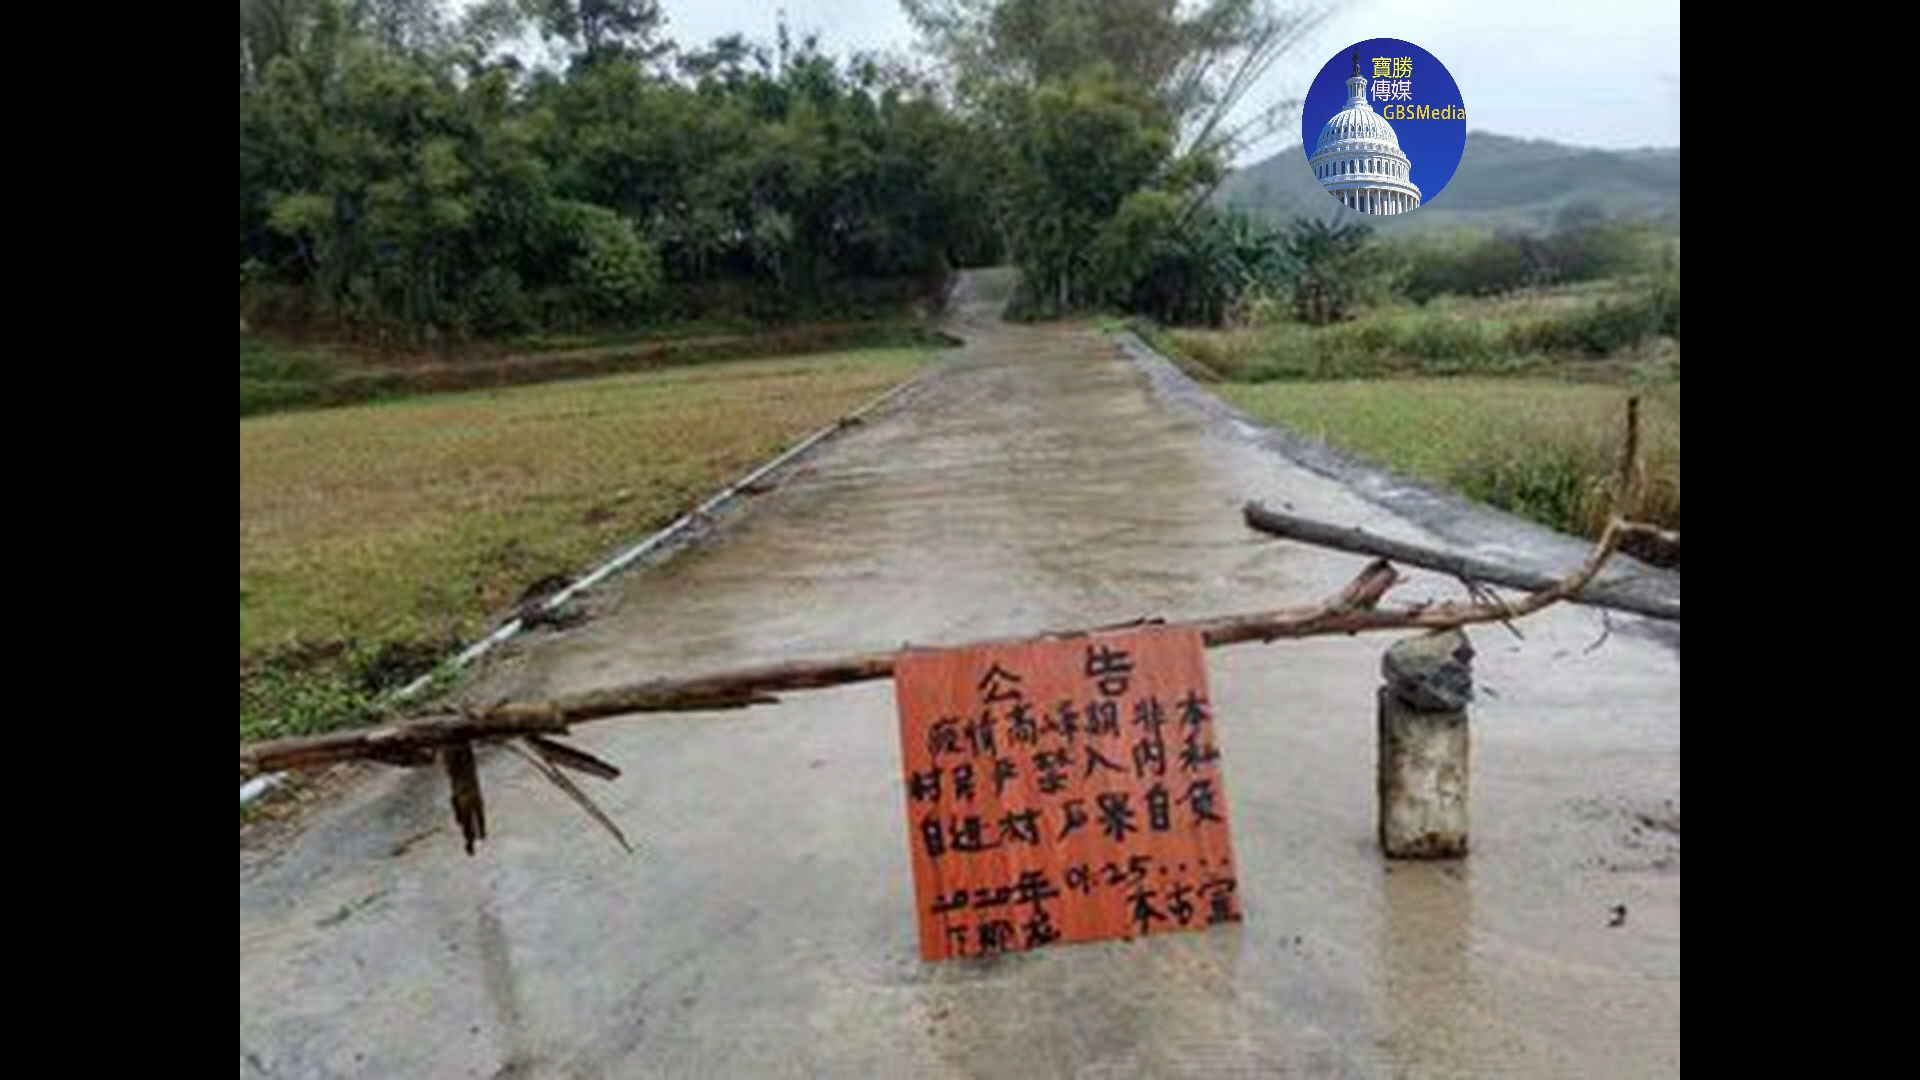 寶勝
傳媒
GBSMedia
公 告
疫情高峰期非本
村民严禁入内私
自进村后果自负
2020年01.25....
下那龙 本古宣